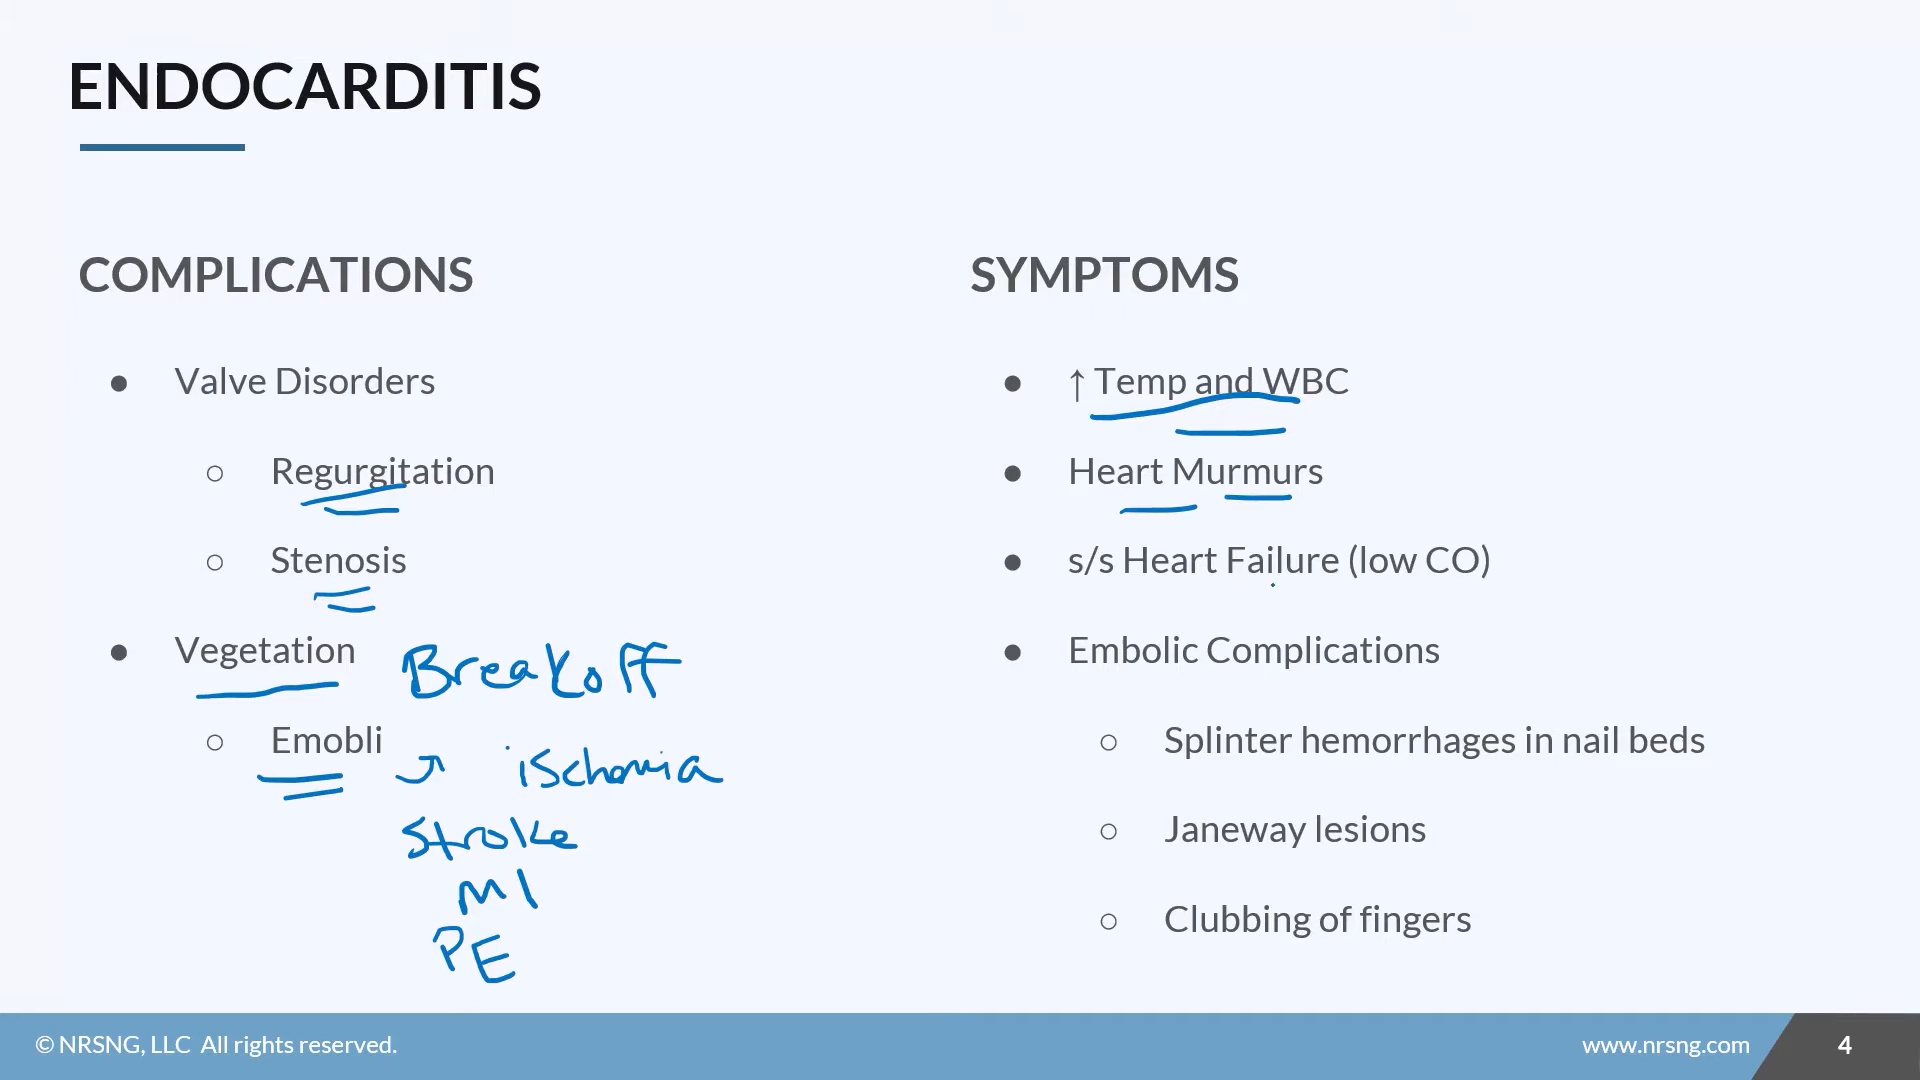 ENDOCARDITIS
COMPLICATIONS
● Valve Disorders
○ Regurgitation
○ Stenosis
● Vegetation Breakoff
○ Emobli ischemia
Stroke
MI
PE
SYMPTOMS
● ↑ Temp and WBC
● Heart Murmurs
● s/s Heart Failure (low CO)
● Embolic Complications
○ Splinter hemorrhages in nail beds
○ Janeway lesions
○ Clubbing of fingers
© NRSNG, LLC All rights reserved.
www.nrsng.com
4